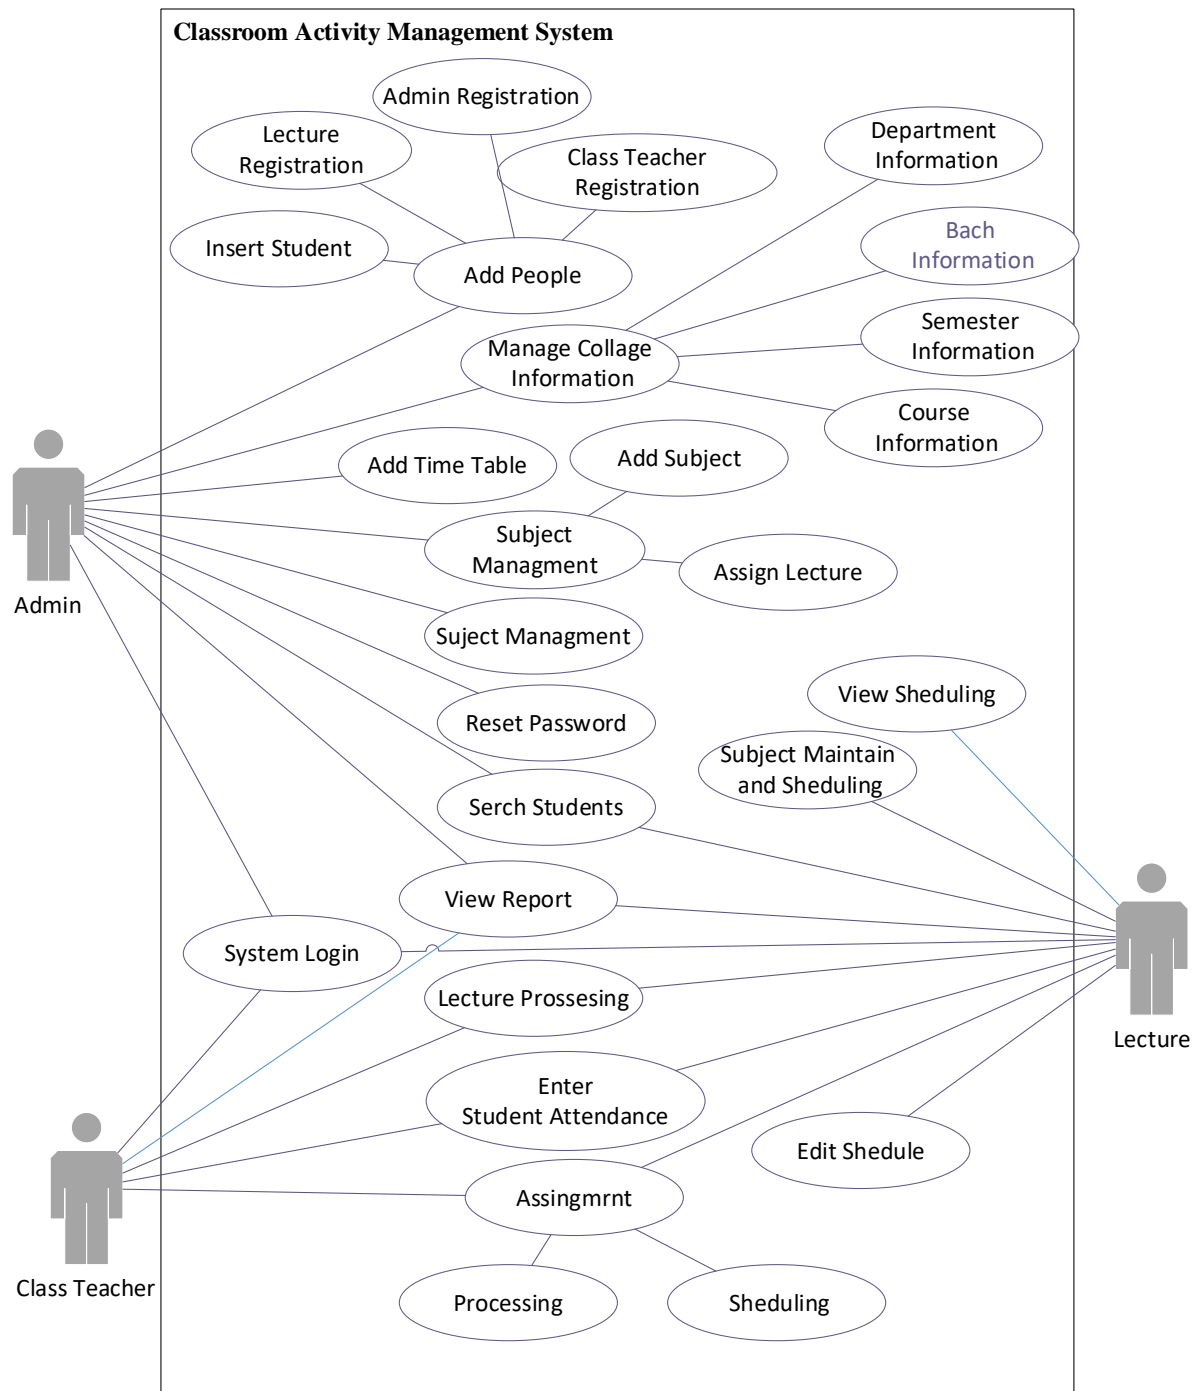 Classroom Activity Management System
Admin Registration
Lecture
Registration
Class Teacher
Registration
Department
Information
Insert Student
Add People
Bach
Information
Manage Collage
Information
Semester
Information
Course
Information
Add Time Table
Add Subject
Subject
Managment
Assign Lecture
Admin
Suject Managment
View Sheduling
Reset Password
Subject Maintain
and Sheduling
Serch Students
View Report
System Login
Lecture Prossesing
Lecture
Enter
Student Attendance
Edit Shedule
Assingmrnt
Class Teacher
Processing
Sheduling